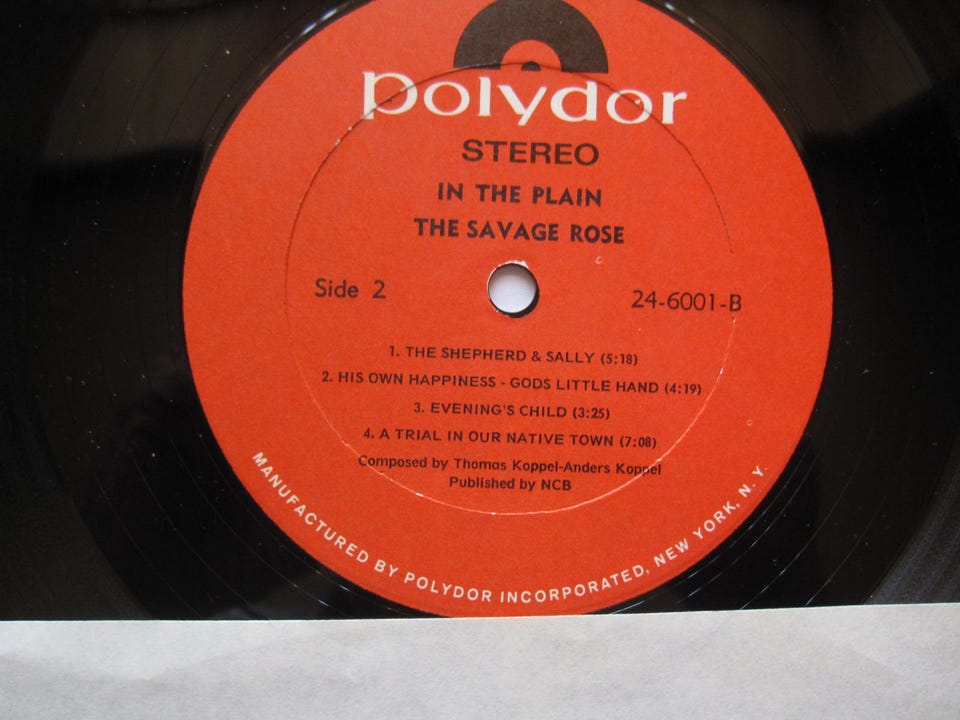 polydor
STEREO
IN THE PLAIN
THE SAVAGE ROSE
Side 2
24-6001-B
1. THE SHEPHERD & SALLY (5:18)
2. HIS OWN HAPPINESS - GODS LITTLE HAND (4:19)
3. EVENING'S CHILD (3:25)
4. A TRIAL IN OUR NATIVE TOWN (7:08)
Composed by Thomas Koppel-Anders Koppel
Published by NCB
MANUFACTURED BY POLYDOR INCORPORATED, NEW YORK, N. Y.